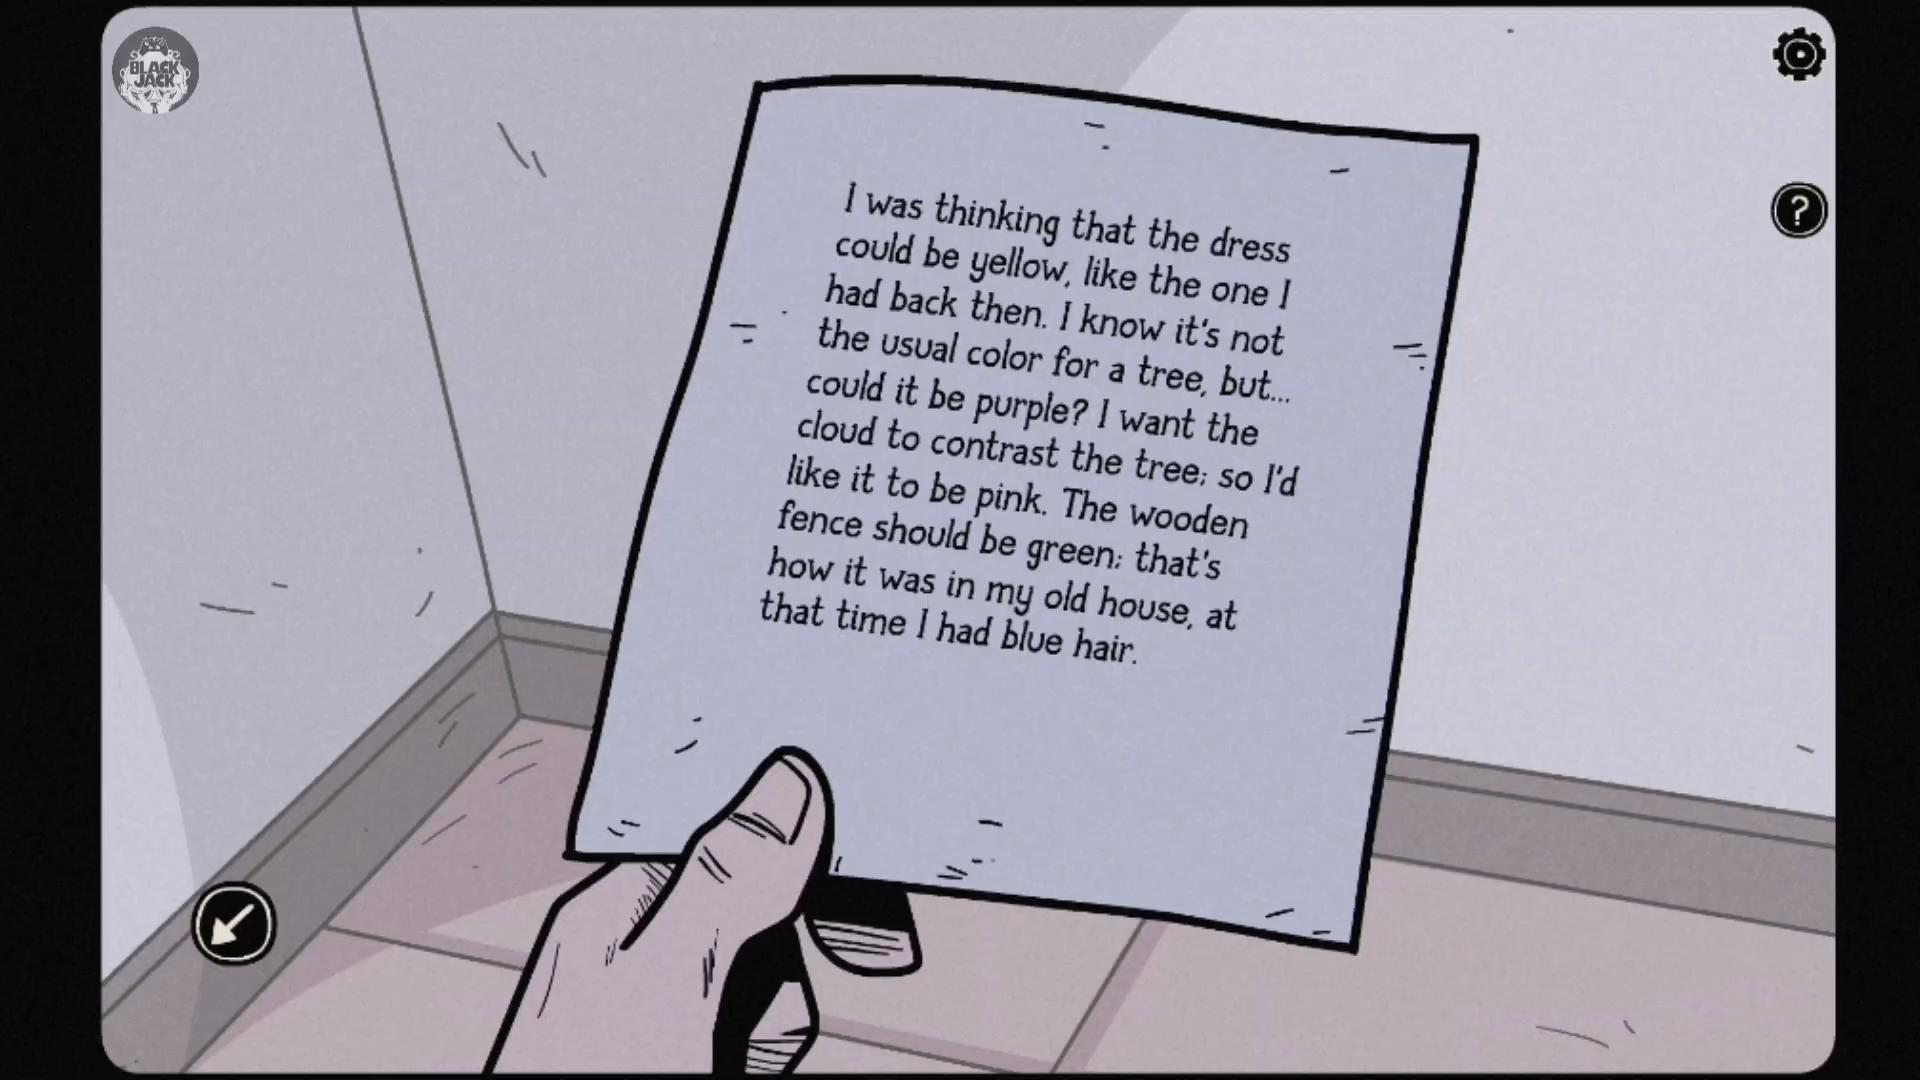 BLACK
JACK
?
I was thinking that the dress
could be yellow, like the one I
had back then. I know it's not
the usual color for a tree, but...
could it be purple? I want the
cloud to contrast the tree; so I'd
like it to be pink. The wooden
fence should be green; that's
how it was in my old house, at
that time I had blue hair.